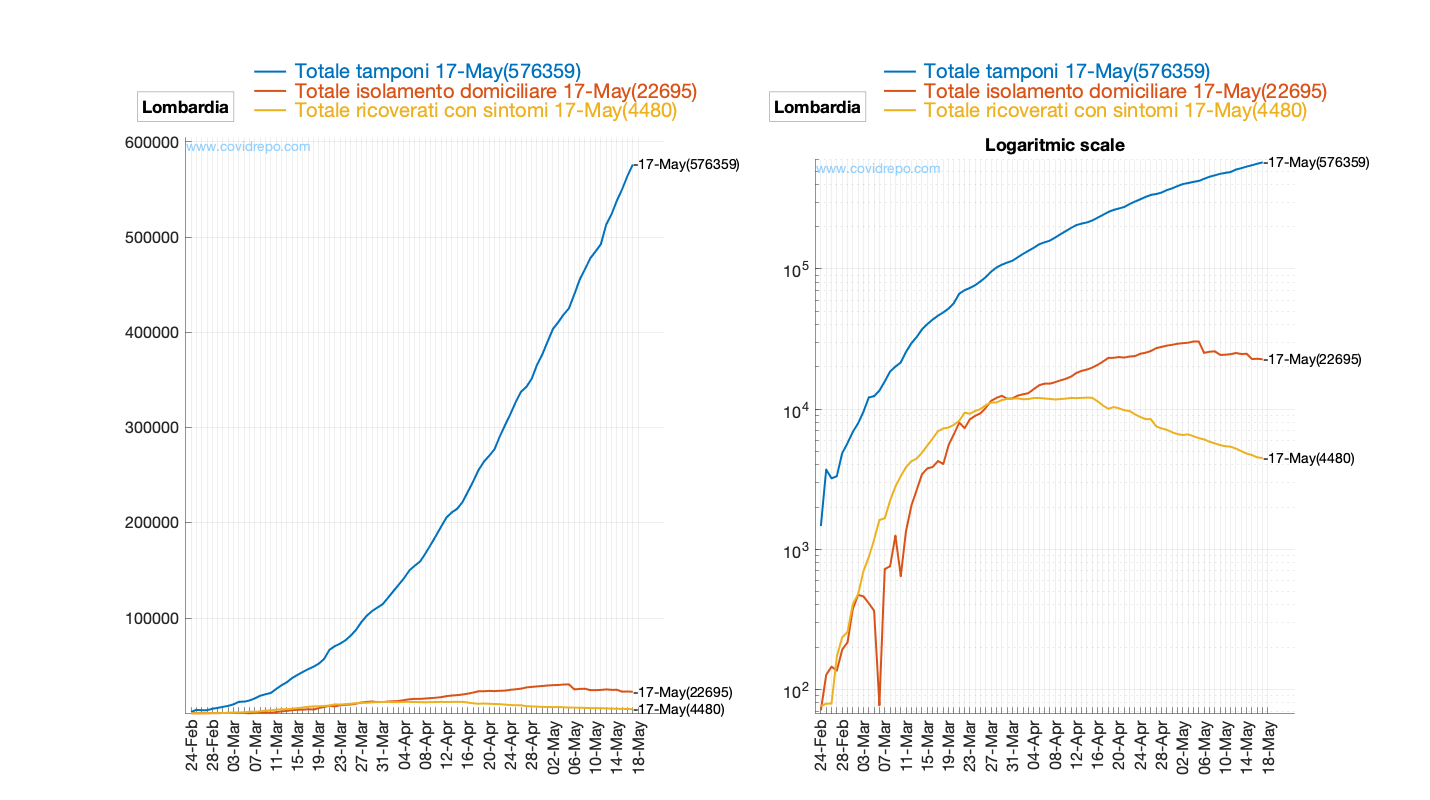 Totale tamponi 17-May(576359)
Totale isolamento domiciliare 17-May(22695)
Totale ricoverati con sintomi 17-May(4480)
Lombardia
www.covidrepo.com
600000
500000
400000
300000
200000
100000
-17-May(576359)
-17-May(22695)
-17-May(4480)
24-Feb
28-Feb
03-Mar
07-Mar
11-Mar
15-Mar
19-Mar
23-Mar
27-Mar
31-Mar
04-Apr
08-Apr
12-Apr
16-Apr
20-Apr
24-Apr
28-Apr
02-May
06-May
10-May
14-May
18-May
Totale tamponi 17-May(576359)
Totale isolamento domiciliare 17-May(22695)
Totale ricoverati con sintomi 17-May(4480)
Lombardia
Logaritmic scale
www.covidrepo.com
10^5
10^4
10^3
10^2
-17-May(576359)
-17-May(22695)
-17-May(4480)
24-Feb
28-Feb
03-Mar
07-Mar
11-Mar
15-Mar
19-Mar
23-Mar
27-Mar
31-Mar
04-Apr
08-Apr
12-Apr
16-Apr
20-Apr
24-Apr
28-Apr
02-May
06-May
10-May
14-May
18-May